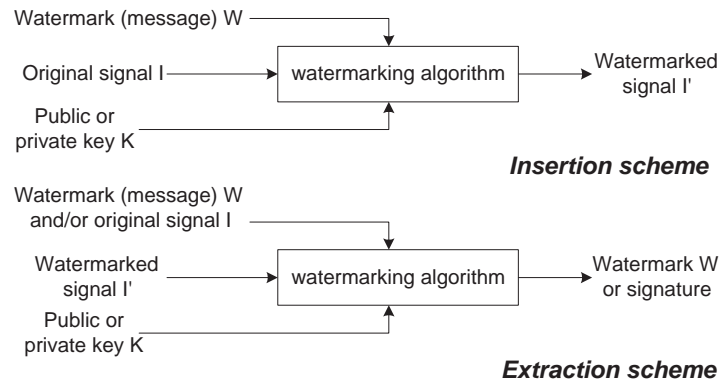 Watermark (message) W
Original signal I
watermarking algorithm
Watermarked
signal I'
Public or
private key K
Insertion scheme
Watermark (message) W
and/or original signal I
Watermarked
signal I'
watermarking algorithm
Watermark W
or signature
Public or
private key K
Extraction scheme